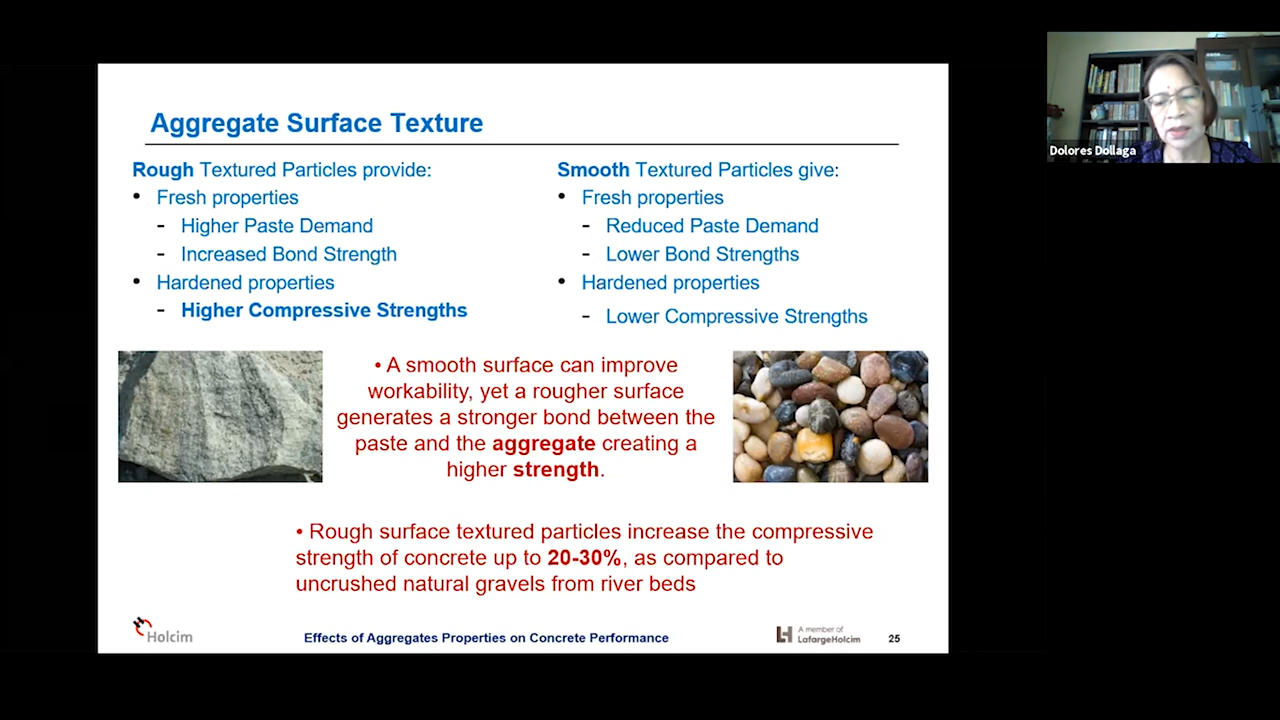 Aggregate Surface Texture
Rough Textured Particles provide:
• Fresh properties
- Higher Paste Demand
- Increased Bond Strength
• Hardened properties
- Higher Compressive Strengths
Smooth Textured Particles give:
• Fresh properties
- Reduced Paste Demand
- Lower Bond Strengths
• Hardened properties
- Lower Compressive Strengths
• A smooth surface can improve
workability, yet a rougher surface
generates a stronger bond between the
paste and the aggregate creating a
higher strength.
• Rough surface textured particles increase the compressive
strength of concrete up to 20-30%, as compared to
uncrushed natural gravels from river beds
Holcim
Effects of Aggregates Properties on Concrete Performance
A member of
LafargeHolcim
25
Dolores Dollaga